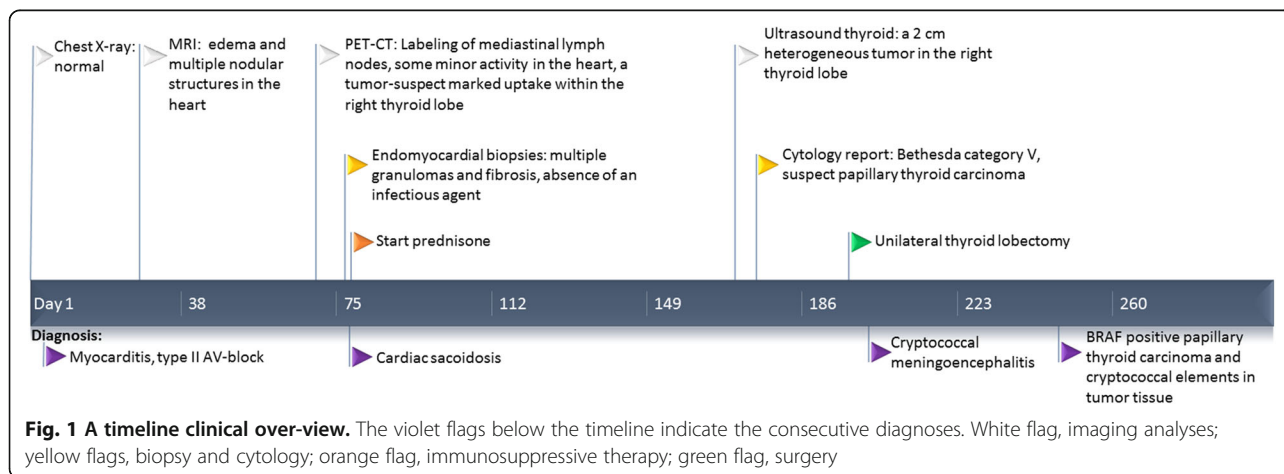 Chest X-ray:
normal
MRI: edema and
multiple nodular
structures in the
heart
PET-CT: Labeling of mediastinal lymph
nodes, some minor activity in the heart, a
tumor-suspect marked uptake within the
right thyroid lobe
Ultrasound thyroid: a 2 cm
heterogeneous tumor in the right
thyroid lobe
Endomyocardial biopsies: multiple
granulomas and fibrosis, absence of an
infectious agent
Cytology report: Bethesda category V,
suspect papillary thyroid carcinoma
Start prednisone
Unilateral thyroid lobectomy
Day 1 38 75 112 149 186 223 260
Diagnosis:
Myocarditis, type II AV-block
Cardiac sacoidosis
Cryptococcal
meningoencephalitis
BRAF positive papillary
thyroid carcinoma and
cryptococcal elements in
tumor tissue
Fig. 1 A timeline clinical over-view. The violet flags below the timeline indicate the consecutive diagnoses. White flag, imaging analyses;
yellow flags, biopsy and cytology; orange flag, immunosuppressive therapy; green flag, surgery